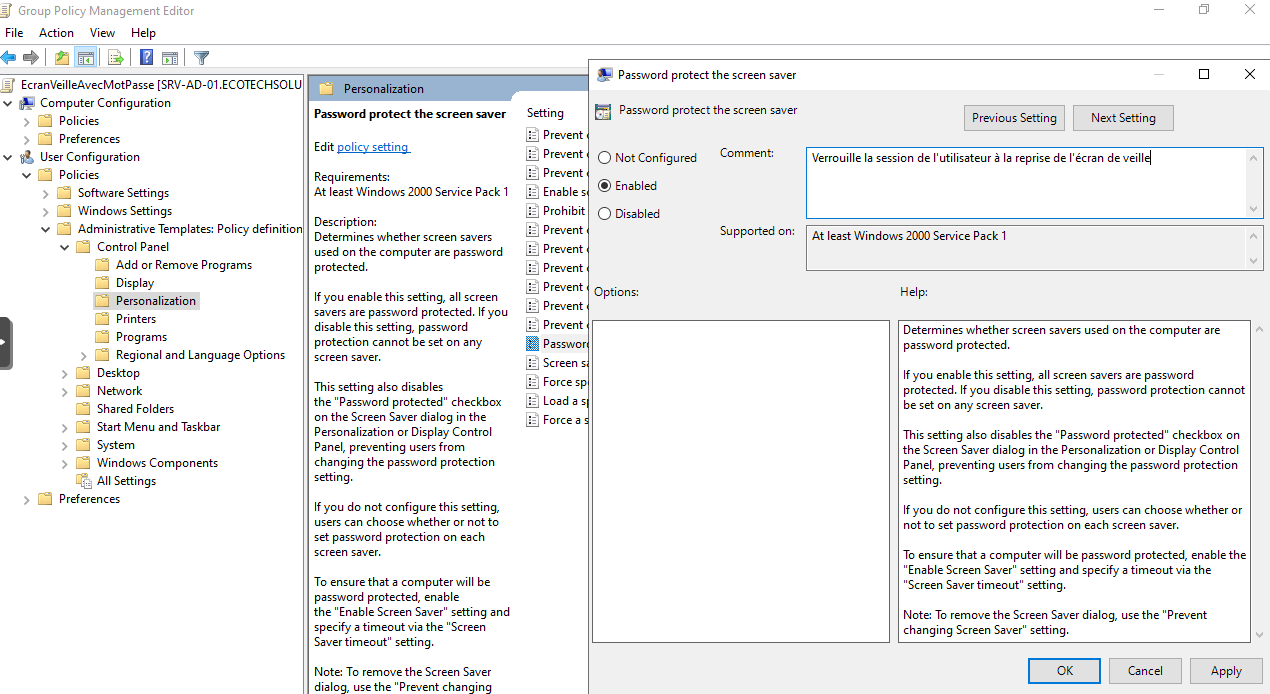 Group Policy Management Editor
File Action View Help
EcranVeilleAvecMotPasse [SRV-AD-01.ECOTECHSOLU
Computer Configuration
Policies
Preferences
User Configuration
Policies
Software Settings
Windows Settings
Administrative Templates: Policy definition
Control Panel
Add or Remove Programs
Display
Personalization
Printers
Programs
Regional and Language Options
Desktop
Network
Shared Folders
Start Menu and Taskbar
System
Windows Components
All Settings
Preferences
Personalization
Password protect the screen saver
Edit policy setting
Requirements:
At least Windows 2000 Service Pack 1
Description:
Determines whether screen savers
used on the computer are password
protected.
If you enable this setting, all screen
savers are password protected. If you
disable this setting, password
protection cannot be set on any
screen saver.
This setting also disables
the "Password protected" checkbox
on the Screen Saver dialog in the
Personalization or Display Control
Panel, preventing users from
changing the password protection
setting.
If you do not configure this setting,
users can choose whether or not to
set password protection on each
screen saver.
To ensure that a computer will be
password protected, enable
the "Enable Screen Saver" setting and
specify a timeout via the "Screen
Saver timeout" setting.
Note: To remove the Screen Saver
dialog, use the "Prevent changing
Setting
Prevent
Prevent
Prevent
Enable
Prohibit
Prevent
Prevent
Prevent
Prevent
Prevent
Prevent
Password
Screen
Force
Load a
Force a
Password protect the screen saver
Password protect the screen saver
Previous Setting
Next Setting
Not Configured
Enabled
Disabled
Comment:
Verrouille la session de l'utilisateur à la reprise de l'écran de veille
Supported on:
At least Windows 2000 Service Pack 1
Options:
Help:
Determines whether screen savers used on the computer are
password protected.
If you enable this setting, all screen savers are password
protected. If you disable this setting, password protection cannot
be set on any screen saver.
This setting also disables the "Password protected" checkbox on
the Screen Saver dialog in the Personalization or Display Control
Panel, preventing users from changing the password protection
setting.
If you do not configure this setting, users can choose whether or
not to set password protection on each screen saver.
To ensure that a computer will be password protected, enable the
"Enable Screen Saver" setting and specify a timeout via the
"Screen Saver timeout" setting.
Note: To remove the Screen Saver dialog, use the "Prevent
changing Screen Saver" setting.
OK
Cancel
Apply